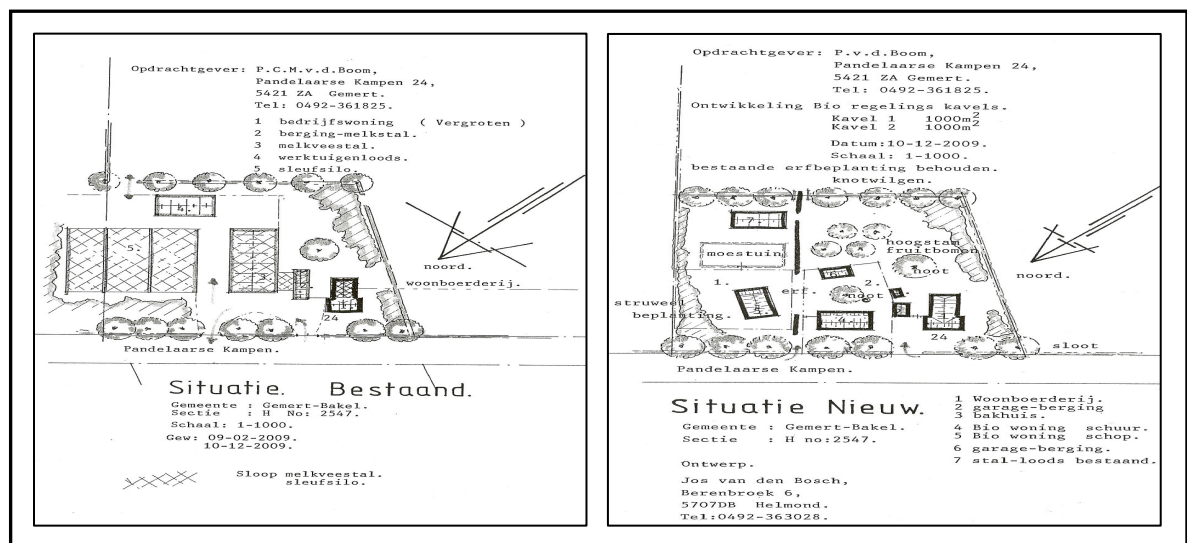 Opdrachtgever: P.C.M.v.d.Boom,
Pandelaarse Kampen 24,
5421 ZA Gemert.
Tel: 0492-361825.
1 bedrijfswoning ( Vergroten )
2 berging-melkstal.
3 melkveestal.
4 werktuigenloods.
5 sleufsilo.
4.
5.
3.
noord.
woonboerderij.
24
Pandelaarse Kampen.
Situatie. Bestaand.
Gemeente : Gemert-Bakel.
Sectie : H No: 2547.
Schaal: 1-1000.
Gew: 09-02-2009.
10-12-2009.
Sloop melkveestal.
sleufsilo.
Opdrachtgever: P.v.d.Boom,
Pandelaarse Kampen 24,
5421 ZA Gemert.
Tel: 0492-361825.
Ontwikkeling Bio regelings kavels.
Kavel 1 1000m2
Kavel 2 1000m2
Datum:10-12-2009.
Schaal: 1-1000.
bestaande erfbeplanting behouden.
knotwilgen.
7
moestuin
hoogstam
fruitbomen
noot
noord.
1.
2.
erf.
noot
struweel
beplanting.
24
sloot
Pandelaarse Kampen.
Situatie Nieuw.
Gemeente : Gemert-Bakel.
Sectie : H no:2547.
1 Woonboerderij.
2 garage-berging
3 bakhuis.
4 Bio woning schuur.
5 Bio woning schop.
6 garage-berging.
7 stal-loods bestaand.
Ontwerp.
Jos van den Bosch,
Berenbroek 6,
5707DB Helmond.
Tel:0492-363028.